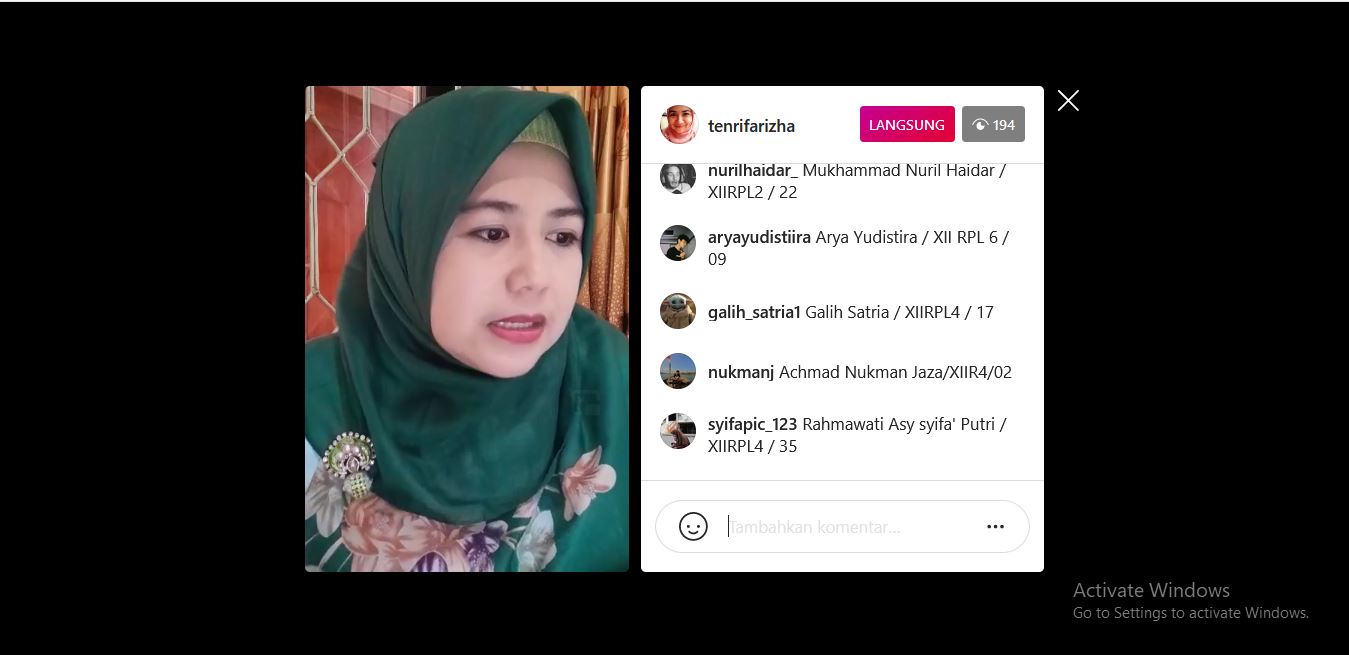 tenrifarizha
LANGSUNG
194
nurilhaidar_ Mukhammad Nuril Haidar /
XIIRPL2 / 22
aryayudistiira Arya Yudistira / XII RPL 6 /
09
galih_satria1 Galih Satria / XIIRPL4 / 17
nukmanj Achmad Nukman Jaza/XIIR4/02
syifapic_123 Rahmawati Asy syifa' Putri /
XIIRPL4 / 35
Tambahkan komentar...
Activate Windows
Go to Settings to activate Windows.